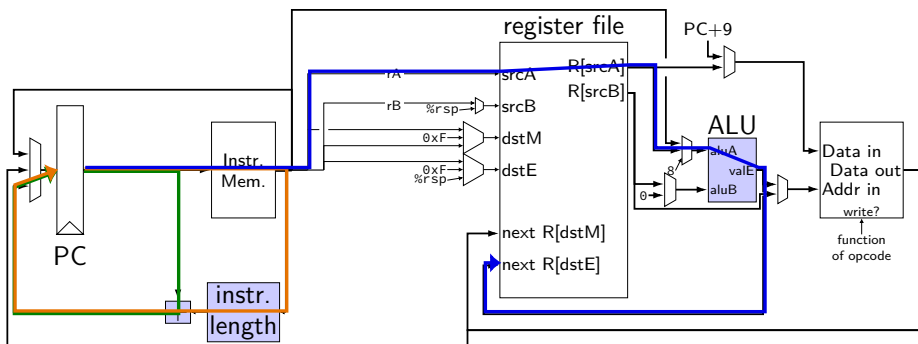 register file
PC+9
rA
srcA
R[srcA]
R[srcB]
rB
%rsp
srcB
ALU
0xF
dstM
Instr.
Mem.
0xF
%rsp
dstE
8
aluA
valE
0
aluB
Data in
Data out
Addr in
write?
function
of opcode
PC
next R[dstM]
next R[dstE]
instr.
length
+